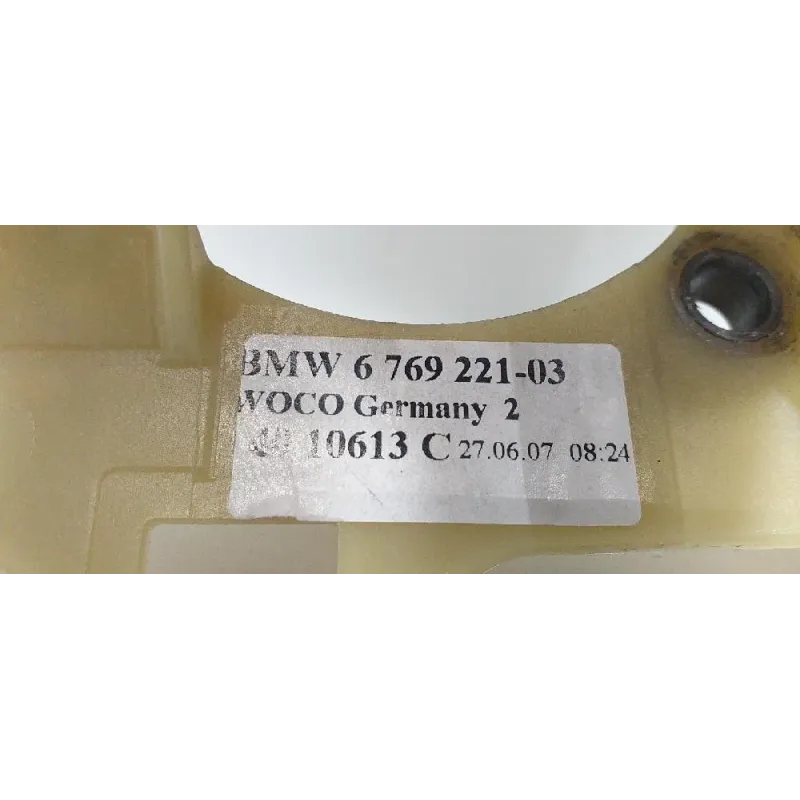 BMW 6 769 221-03
WOCO Germany 2
10613 C 27.06.07 08:24